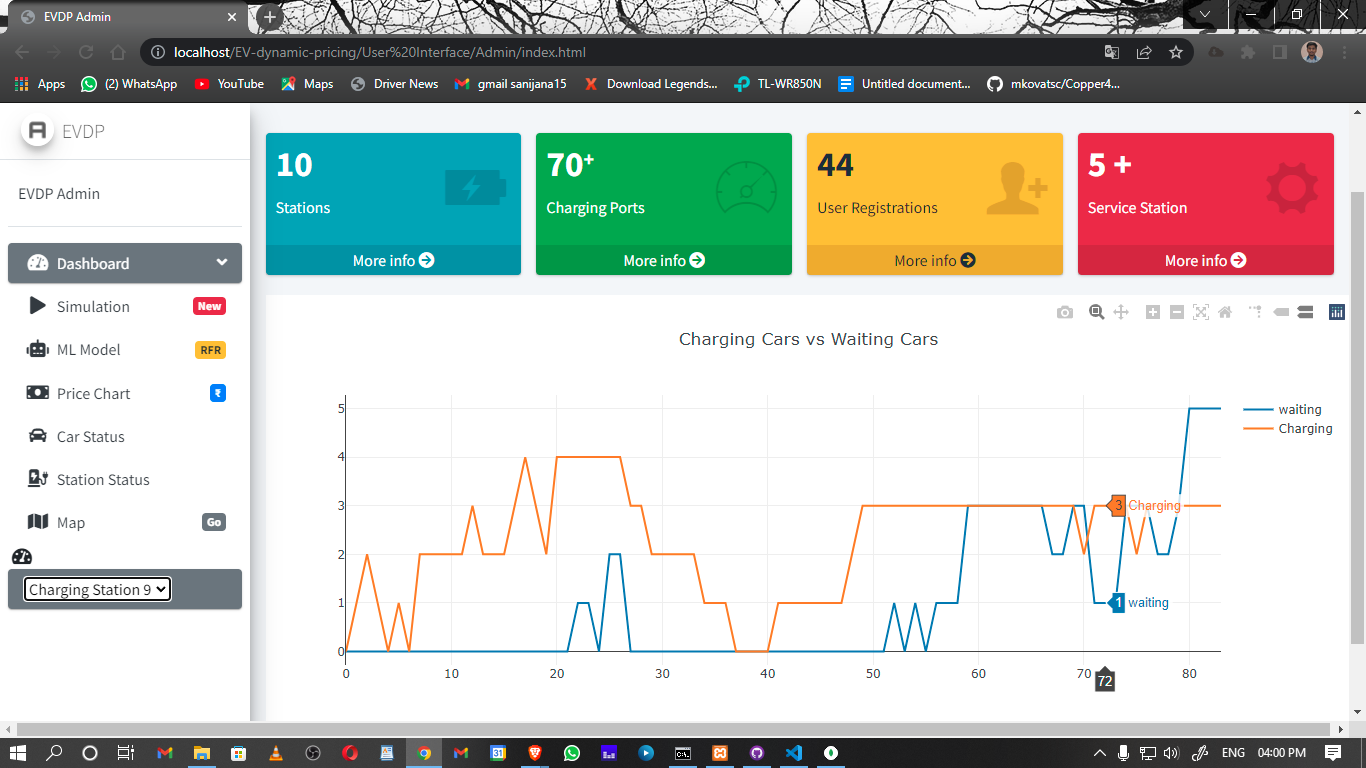 EVDP Admin
localhost/EV-dynamic-pricing/User%20Interface/Admin/index.html
Apps (2) WhatsApp YouTube Maps Driver News gmail sanijana15 Download Legends... TL-WR850N Untitled document... mkovatsc/Copper4...
EVDP
EVDP Admin
Dashboard
Simulation New
ML Model RFR
Price Chart ₹
Car Status
Station Status
Map Go
Charging Station 9
10
Stations
More info
70+
Charging Ports
More info
44
User Registrations
More info
5 +
Service Station
More info
Charging Cars vs Waiting Cars
waiting
Charging
5
4
3
2
1
0
3 Charging
1 waiting
0 10 20 30 40 50 60 70 80
72
31
ENG 04:00 PM